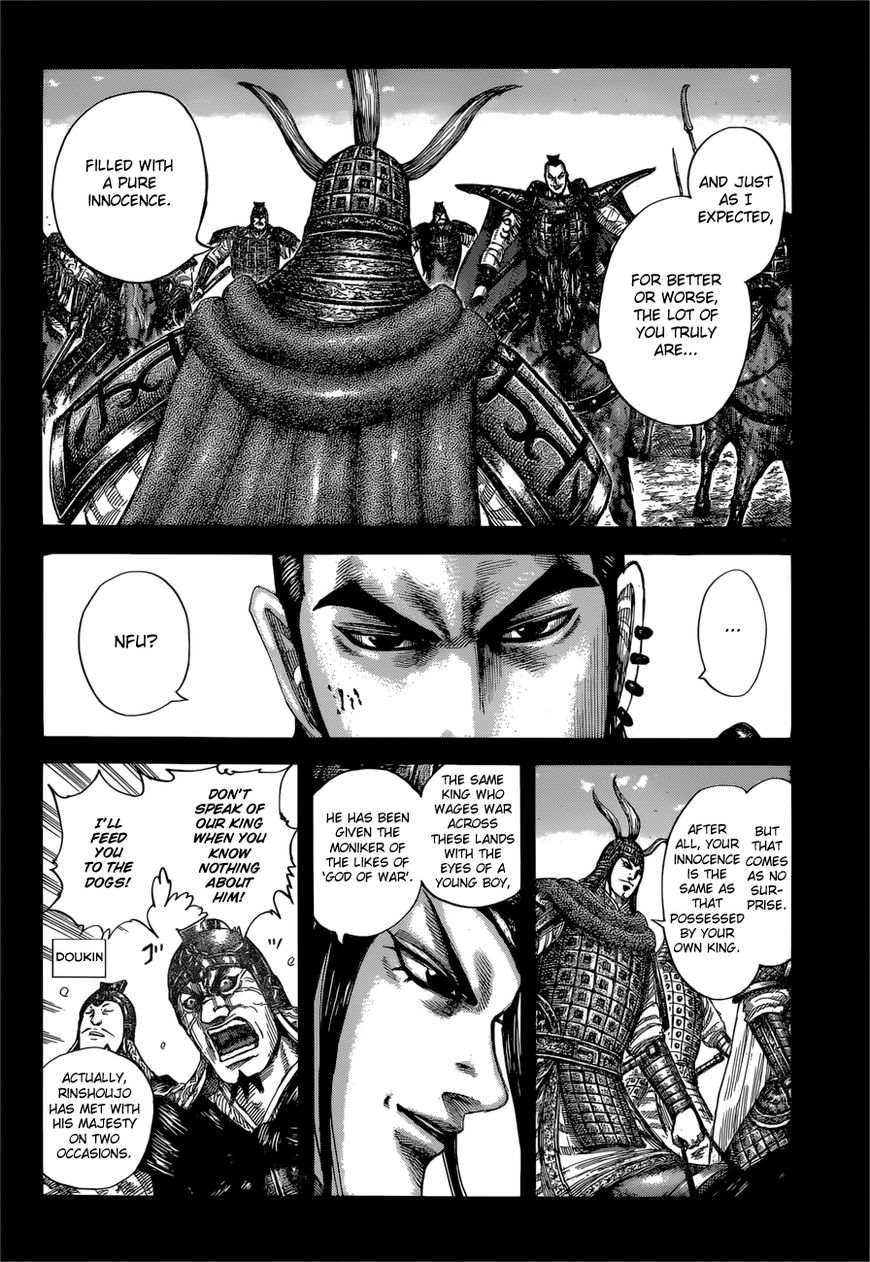 AND JUST
AS I
EXPECTED,
FOR BETTER
OR WORSE,
THE LOT OF
YOU TRULY
ARE...
FILLED WITH
A PURE
INNOCENCE.
...
NFU?
BUT
THAT
COMES
AS NO
SUR-
PRISE.
AFTER
ALL, YOUR
INNOCENCE
IS THE
SAME AS
THAT
POSSESSED
BY YOUR
OWN KING.
THE SAME
KING WHO
WAGES WAR
ACROSS
THESE LANDS
WITH THE
EYES OF A
YOUNG BOY,
HE HAS BEEN
GIVEN THE
MONIKER OF
THE LIKES OF
'GOD OF WAR'.
DON'T
SPEAK OF
OUR KING
WHEN YOU
KNOW
NOTHING
ABOUT
HIM!
I'LL
FEED
YOU
TO THE
DOGS!
DOUKIN
ACTUALLY,
RINSHOUJO
HAS MET WITH
HIS MAJESTY
ON TWO
OCCASIONS.